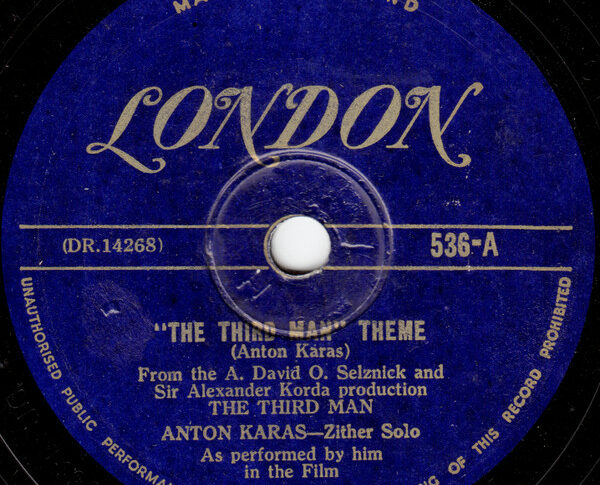 LONDON
(DR.14268)
536-A
"THE THIRD MAN" THEME
(Anton Karas)
From the A. David O. Selznick and
Sir Alexander Korda production
THE THIRD MAN
ANTON KARAS—Zither Solo
As performed by him
in the Film
UNAUTHORISED PUBLIC
OF THIS RECORD PROHIBITED